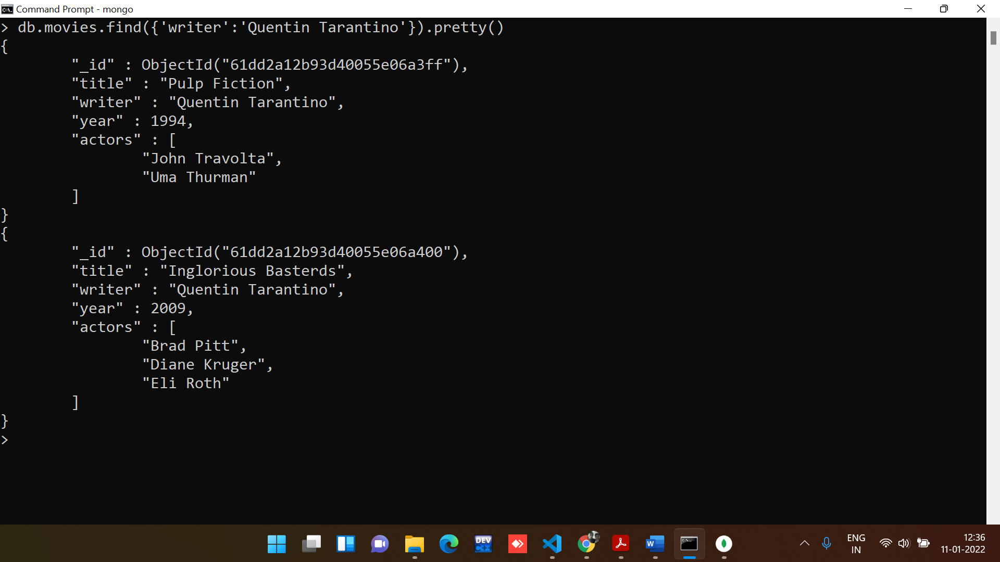 Command Prompt - mongo
> db.movies.find({'writer':'Quentin Tarantino'}).pretty()
{
        "_id" : ObjectId("61dd2a12b93d40055e06a3ff"),
        "title" : "Pulp Fiction",
        "writer" : "Quentin Tarantino",
        "year" : 1994,
        "actors" : [
                "John Travolta",
                "Uma Thurman"
        ]
}
{
        "_id" : ObjectId("61dd2a12b93d40055e06a400"),
        "title" : "Inglorious Basterds",
        "writer" : "Quentin Tarantino",
        "year" : 2009,
        "actors" : [
                "Brad Pitt",
                "Diane Kruger",
                "Eli Roth"
        ]
}
>
DEV
C++
W
ENG
IN
12:36
11-01-2022